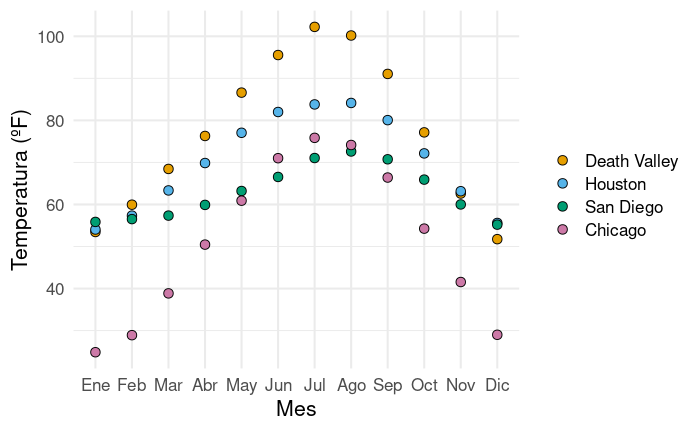 100
80
60
40
Temperatura (ºF)
Ene Feb Mar Abr May Jun Jul Ago Sep Oct Nov Dic
Mes
Death Valley
Houston
San Diego
Chicago